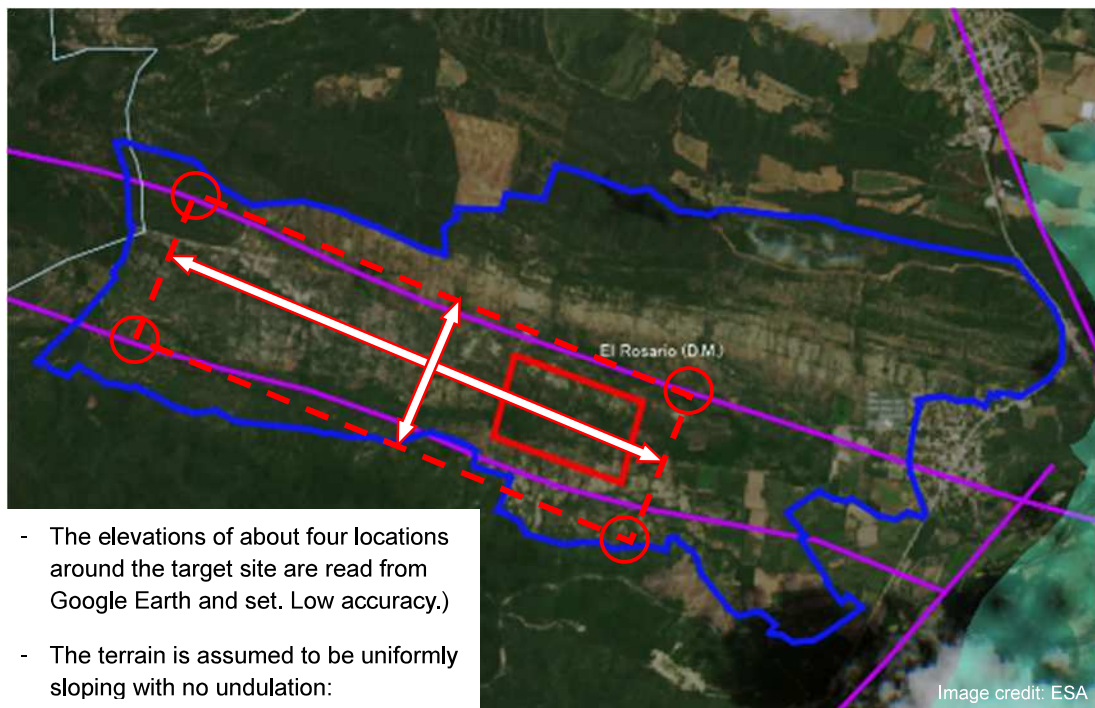 El Rosario (D.M.)
- The elevations of about four locations
around the target site are read from
Google Earth and set. Low accuracy.)
- The terrain is assumed to be uniformly
sloping with no undulation:
Image credit: ESA